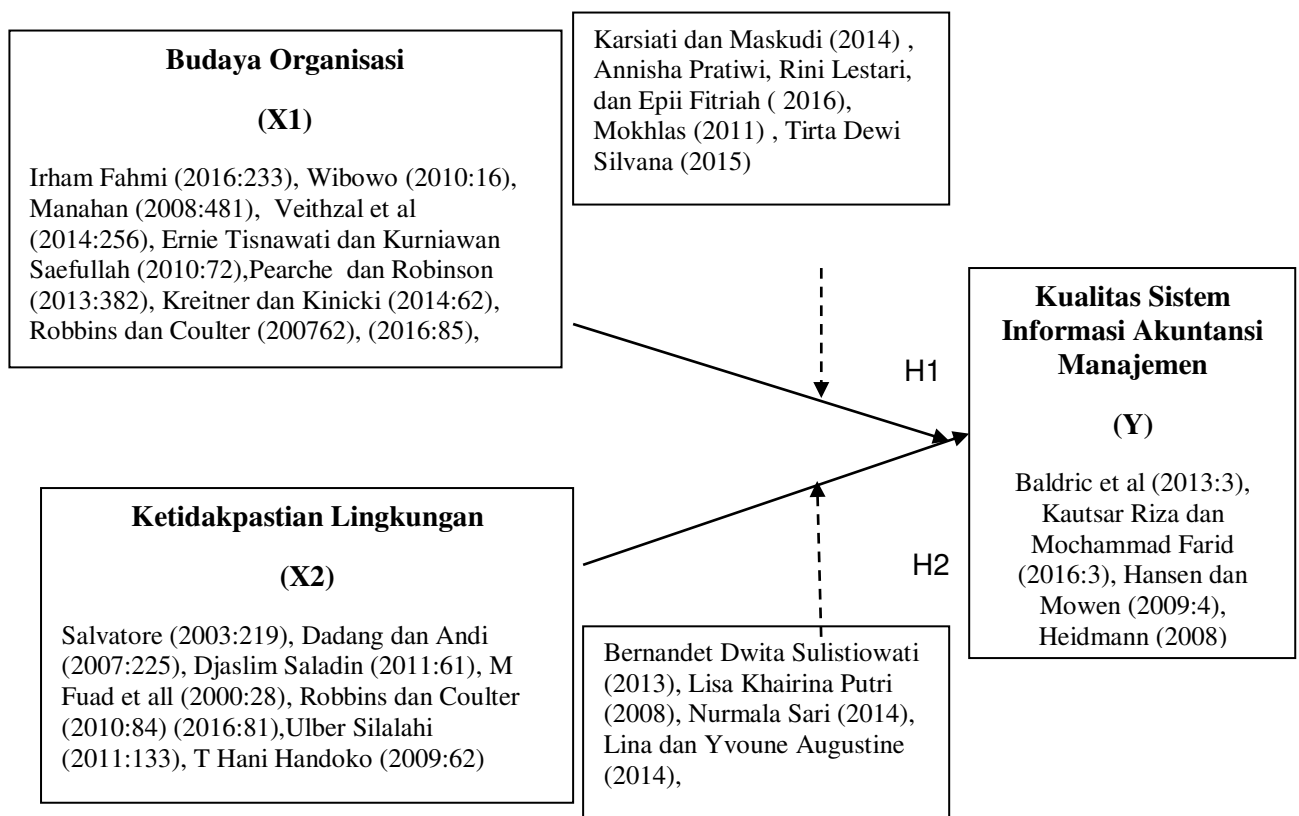 Budaya Organisasi
(X1)
Irham Fahmi (2016:233), Wibowo (2010:16),
Manahan (2008:481),  Veithzal et al
(2014:256), Ernie Tisnawati dan Kurniawan
Saefullah (2010:72),Pearche  dan Robinson
(2013:382), Kreitner dan Kinicki (2014:62),
Robbins dan Coulter (200762), (2016:85),
Karsiati dan Maskudi (2014) ,
Annisha Pratiwi, Rini Lestari,
dan Epii Fitriah ( 2016),
Mokhlas (2011) , Tirta Dewi
Silvana (2015)
H1
Kualitas Sistem
Informasi Akuntansi
Manajemen
(Y)
Baldric et al (2013:3),
Kautsar Riza dan
Mochammad Farid
(2016:3), Hansen dan
Mowen (2009:4),
Heidmann (2008)
Ketidakpastian Lingkungan
(X2)
Salvatore (2003:219), Dadang dan Andi
(2007:225), Djaslim Saladin (2011:61), M
Fuad et all (2000:28), Robbins dan Coulter
(2010:84) (2016:81),Ulber Silalahi
(2011:133), T Hani Handoko (2009:62)
H2
Bernandet Dwita Sulistiowati
(2013), Lisa Khairina Putri
(2008), Nurmala Sari (2014),
Lina dan Yvoune Augustine
(2014),